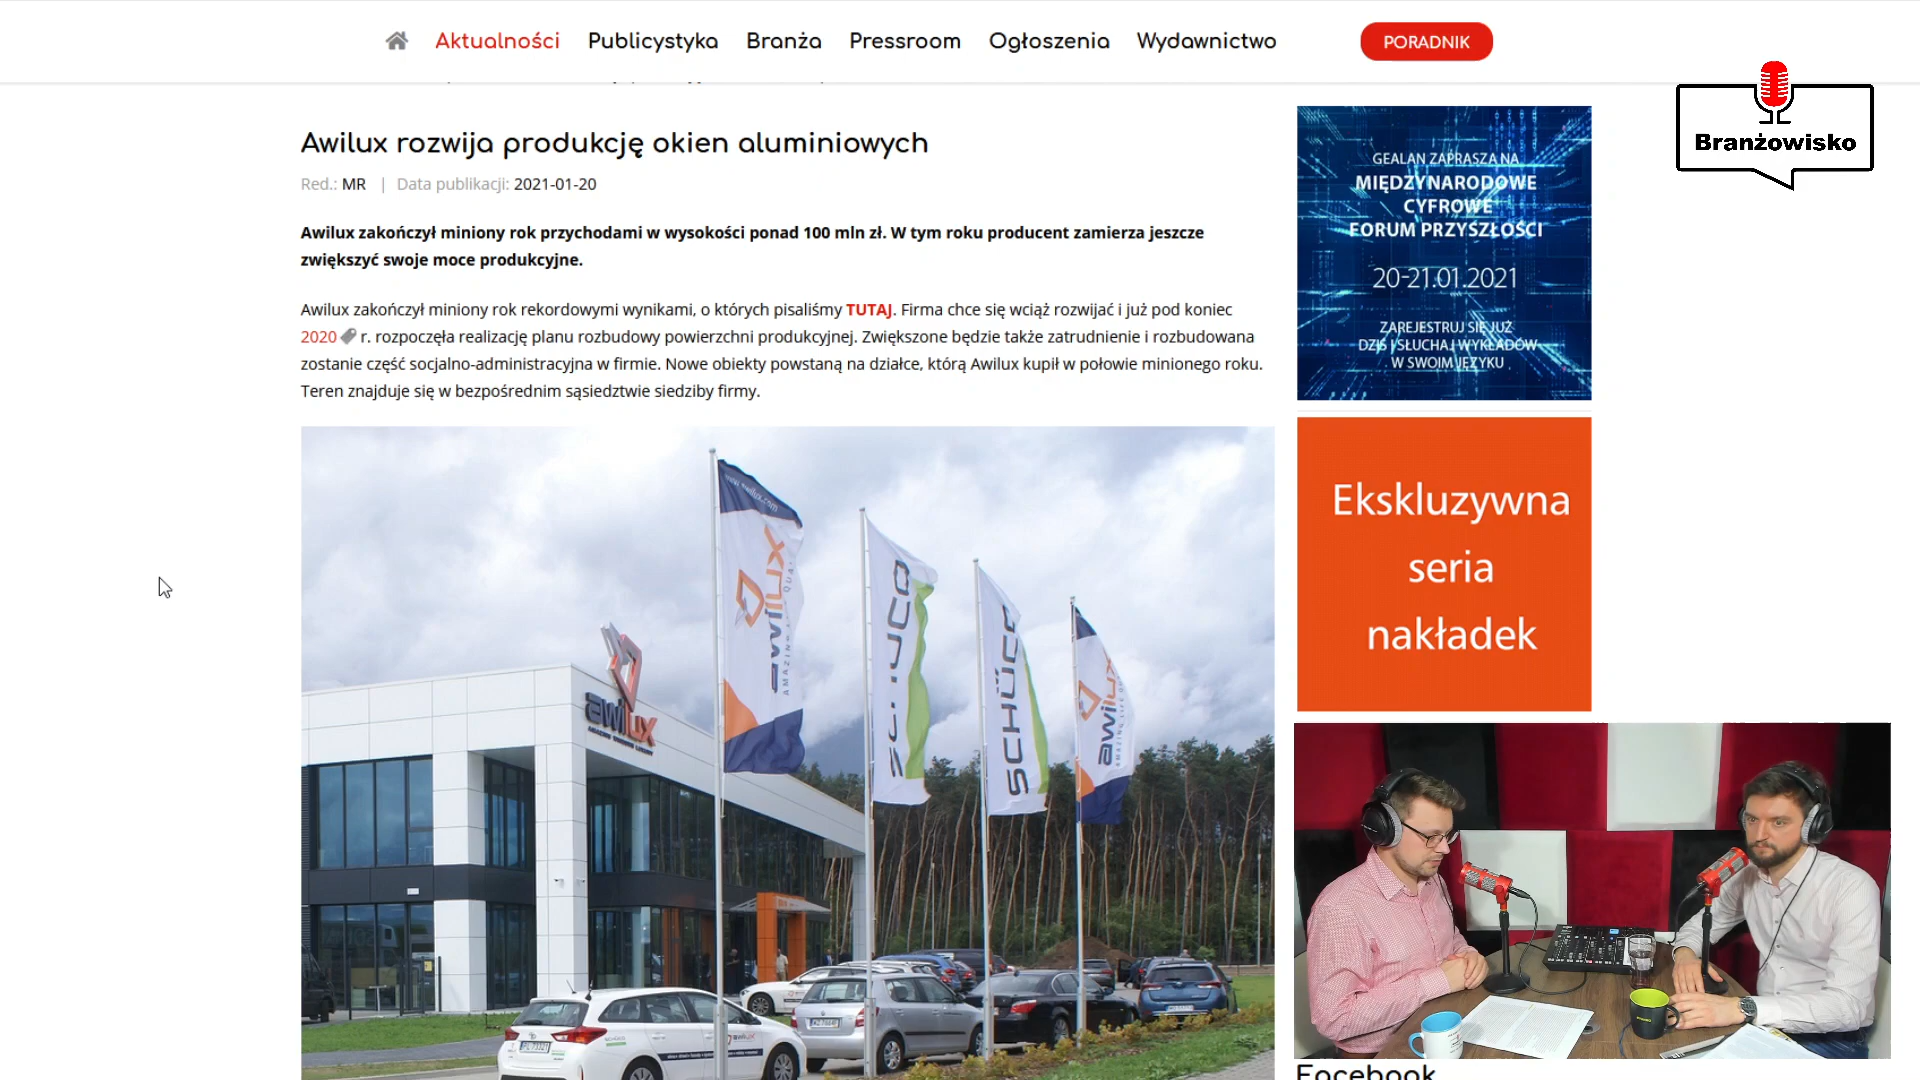 Aktualności Publicystyka Branża Pressroom Ogłoszenia Wydawnictwo PORADNIK
Branżowisko
Awilux rozwija produkcję okien aluminiowych
Red.: MR | Data publikacji: 2021-01-20
Awilux zakończył miniony rok przychodami w wysokości ponad 100 mln zł. W tym roku producent zamierza jeszcze
zwiększyć swoje moce produkcyjne.
Awilux zakończył miniony rok rekordowymi wynikami, o których pisaliśmy TUTAJ. Firma chce się wciąż rozwijać i już pod koniec
2020 r. rozpoczęła realizację planu rozbudowy powierzchni produkcyjnej. Zwiększone będzie także zatrudnienie i rozbudowana
zostanie część socjalno-administracyjna w firmie. Nowe obiekty powstaną na działce, którą Awilux kupił w połowie minionego roku.
Teren znajduje się w bezpośrednim sąsiedztwie siedziby firmy.
GEALAN ZAPRASZA NA
MIĘDZYNARODOWE
CYFROWE
FORUM PRZYSZŁOŚCI
20-21.01.2021
ZAREJESTRUJ SIĘ JUŻ
DZIŚ I SŁUCHAJ WYKŁADÓW
W SWOIM JĘZYKU
Ekskluzywna
seria
nakładek
awilux
awilux
SCHÜCO
awilux
Facebook